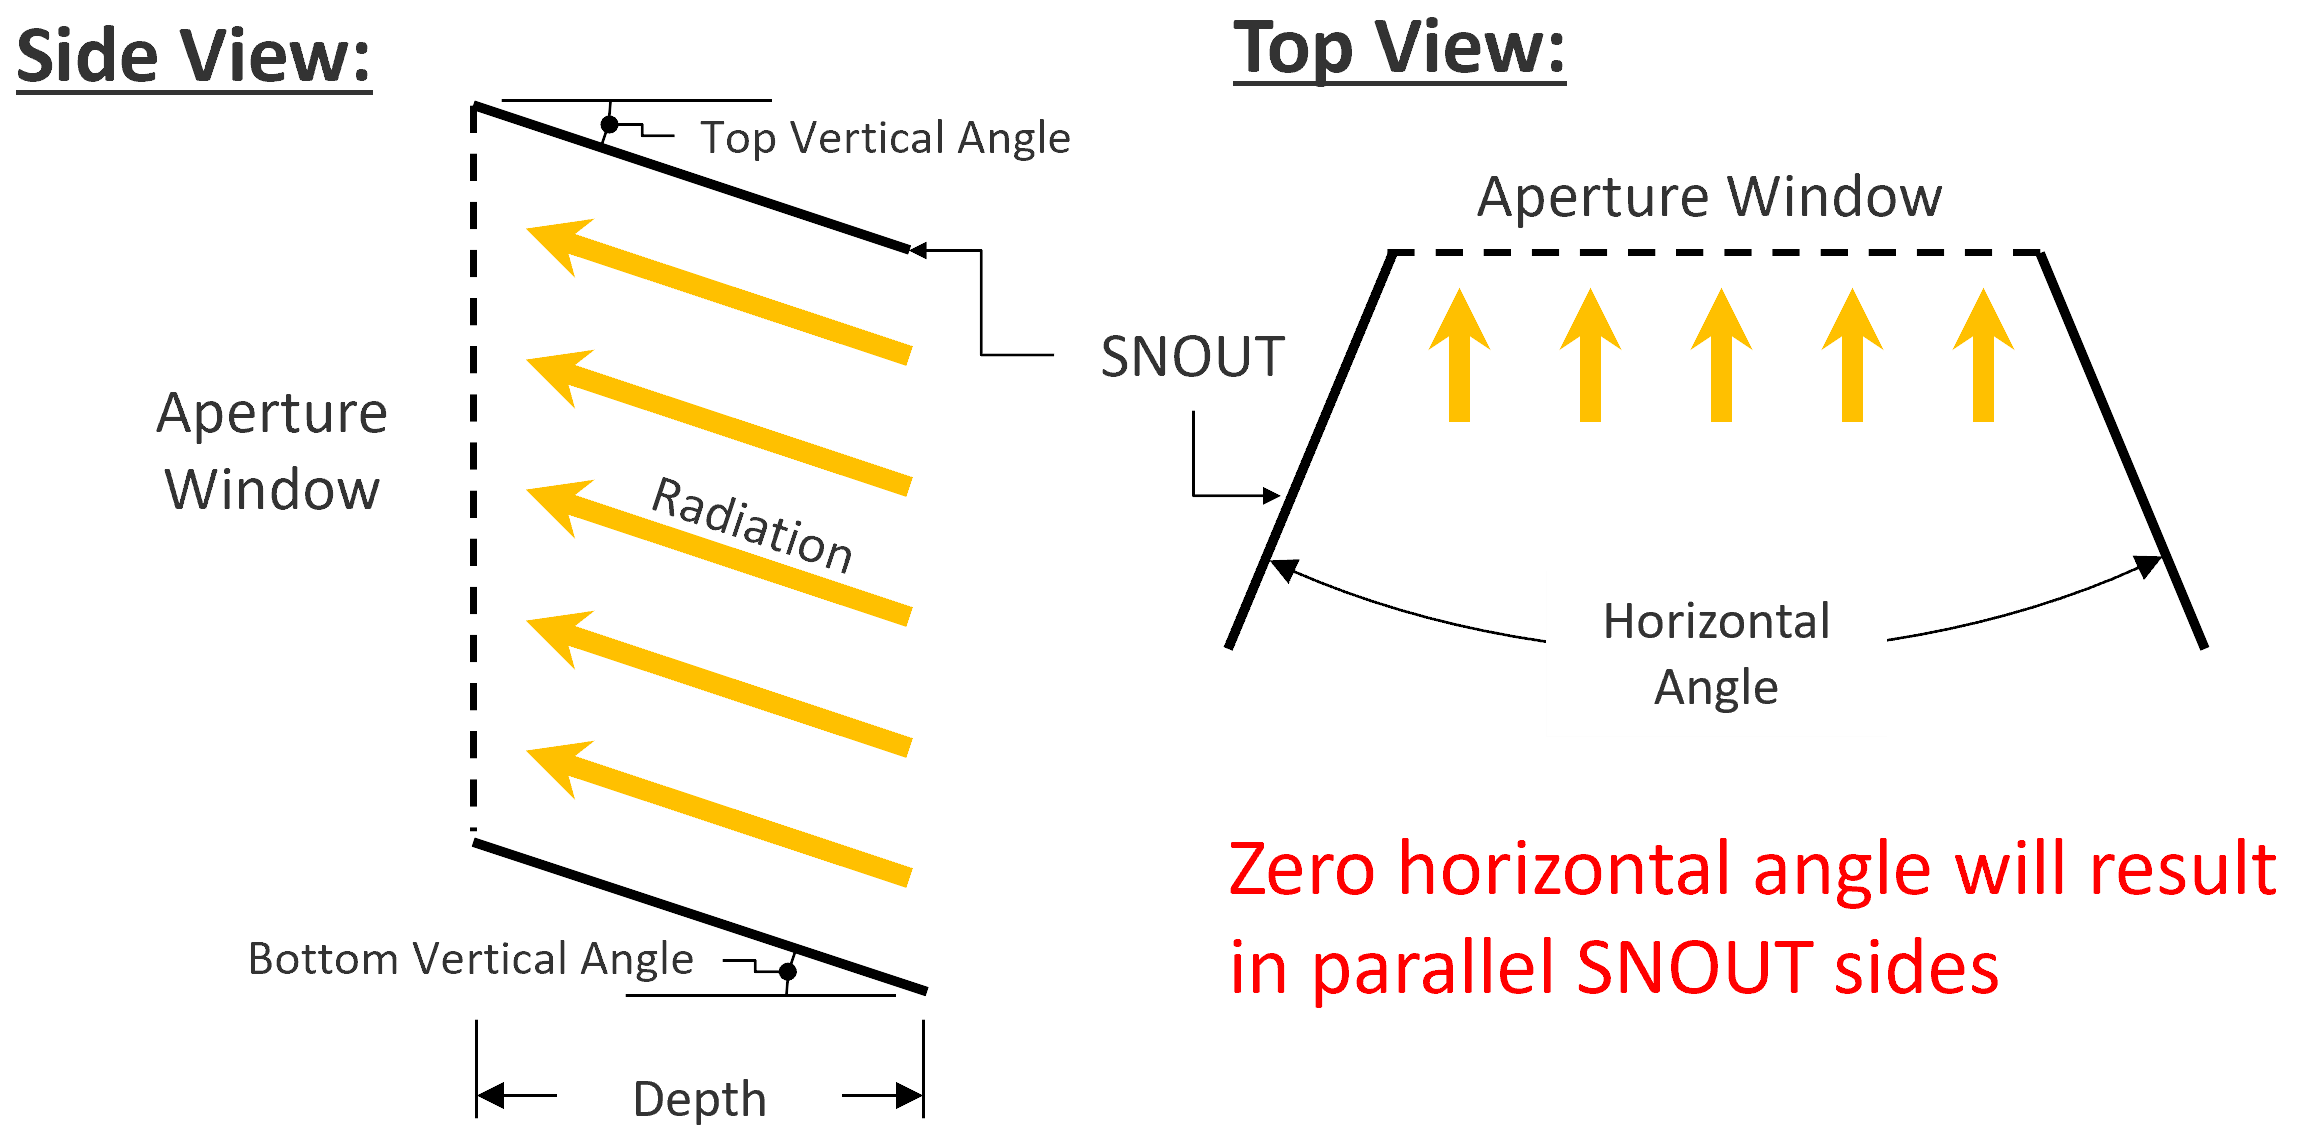 Side View:
Top Vertical Angle
SNOUT
Aperture
Window
Radiation
Bottom Vertical Angle
Depth
Top View:
Aperture Window
Horizontal
Angle
Zero horizontal angle will result
in parallel SNOUT sides